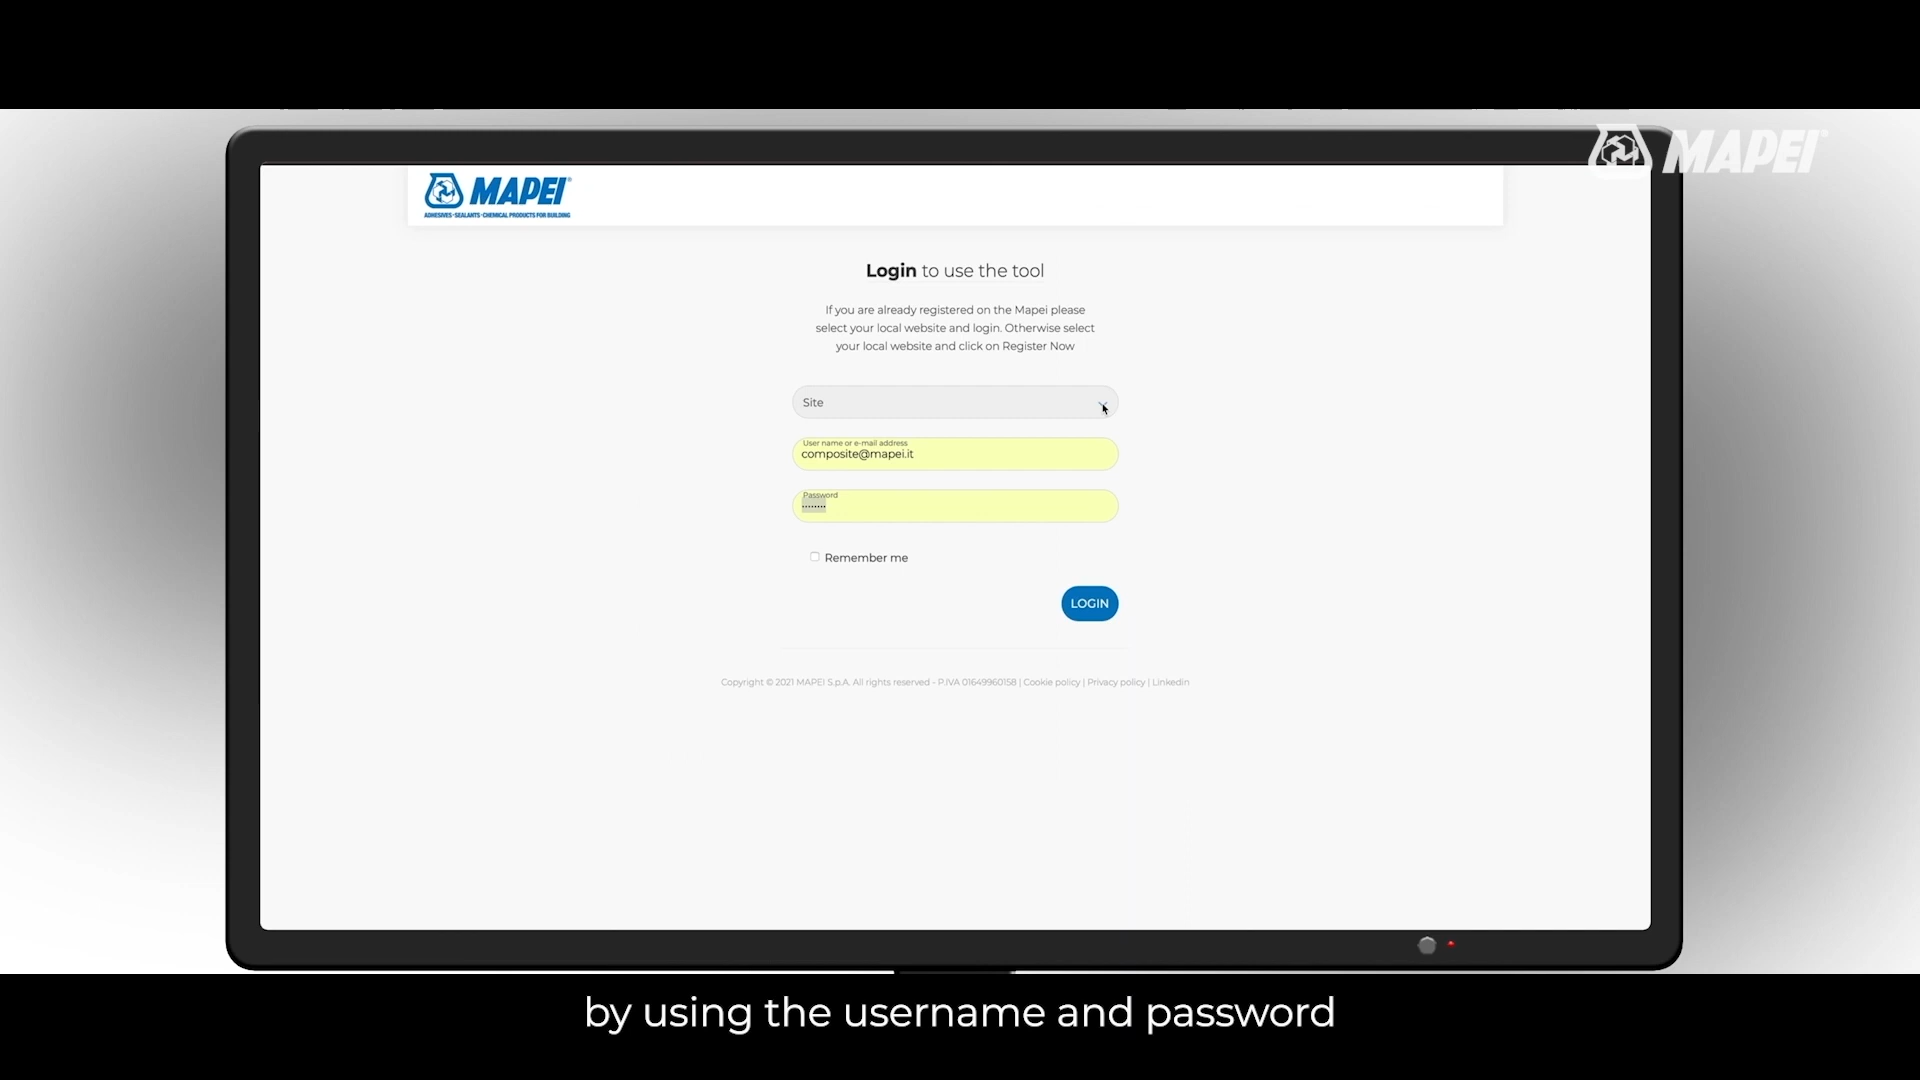 MAPEI
MAPEI
ADHESIVES • SEALANTS • CHEMICAL PRODUCTS FOR BUILDING
Login to use the tool
If you are already registered on the Mapei please
select your local website and login. Otherwise select
your local website and click on Register Now
Site
User name or e-mail address
composite@mapei.it
Password
••••••••
Remember me
LOGIN
Copyright © 2021 MAPEI S.p.A. All rights reserved - P.IVA 01649960158 | Cookie policy | Privacy policy | Linkedin
by using the username and password